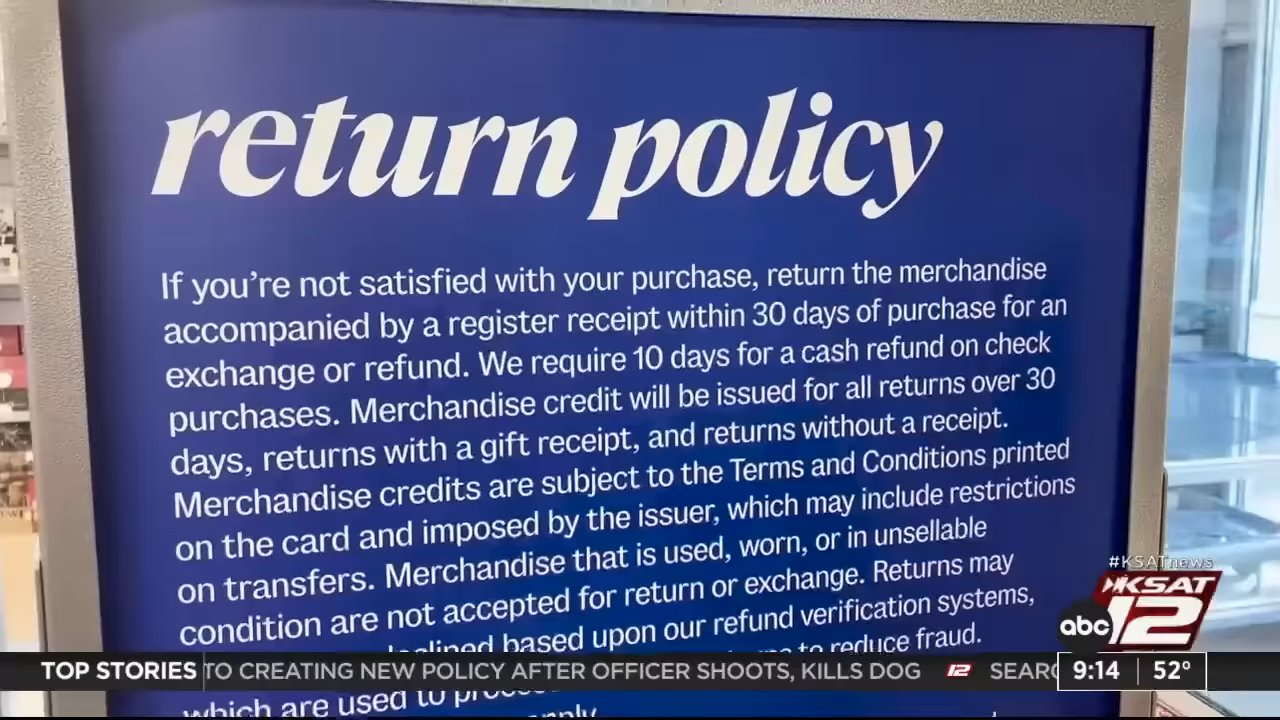 return policy
If you're not satisfied with your purchase, return the merchandise
accompanied by a register receipt within 30 days of purchase for an
exchange or refund. We require 10 days for a cash refund on check
purchases. Merchandise credit will be issued for all returns over 30
days, returns with a gift receipt, and returns without a receipt.
Merchandise credits are subject to the Terms and Conditions printed
on the card and imposed by the issuer, which may include restrictions
on transfers. Merchandise that is used, worn, or in unsellable
condition are not accepted for return or exchange. Returns may
based upon our refund verification systems,
to reduce fraud.
which are used to
#KSATnews
KSAT
abc 12
TOP STORIES TO CREATING NEW POLICY AFTER OFFICER SHOOTS, KILLS DOG 12 SEARC 9:14 52°